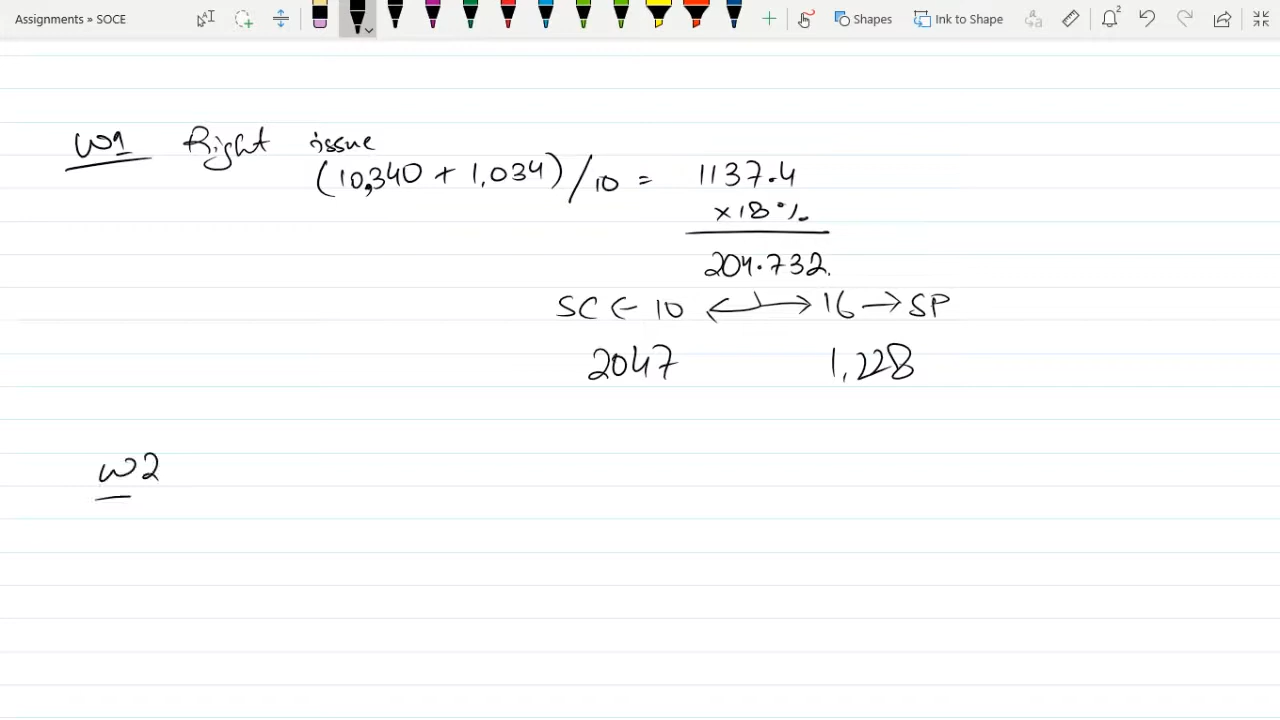 Assignments » SOCE
Shapes
Ink to Shape
W1 Right issue
(10,340 + 1,034) / 10 = 1137.4
×18%
204.732.
SC ← 10 ↔ 16 → SP
2047 1,228
W2